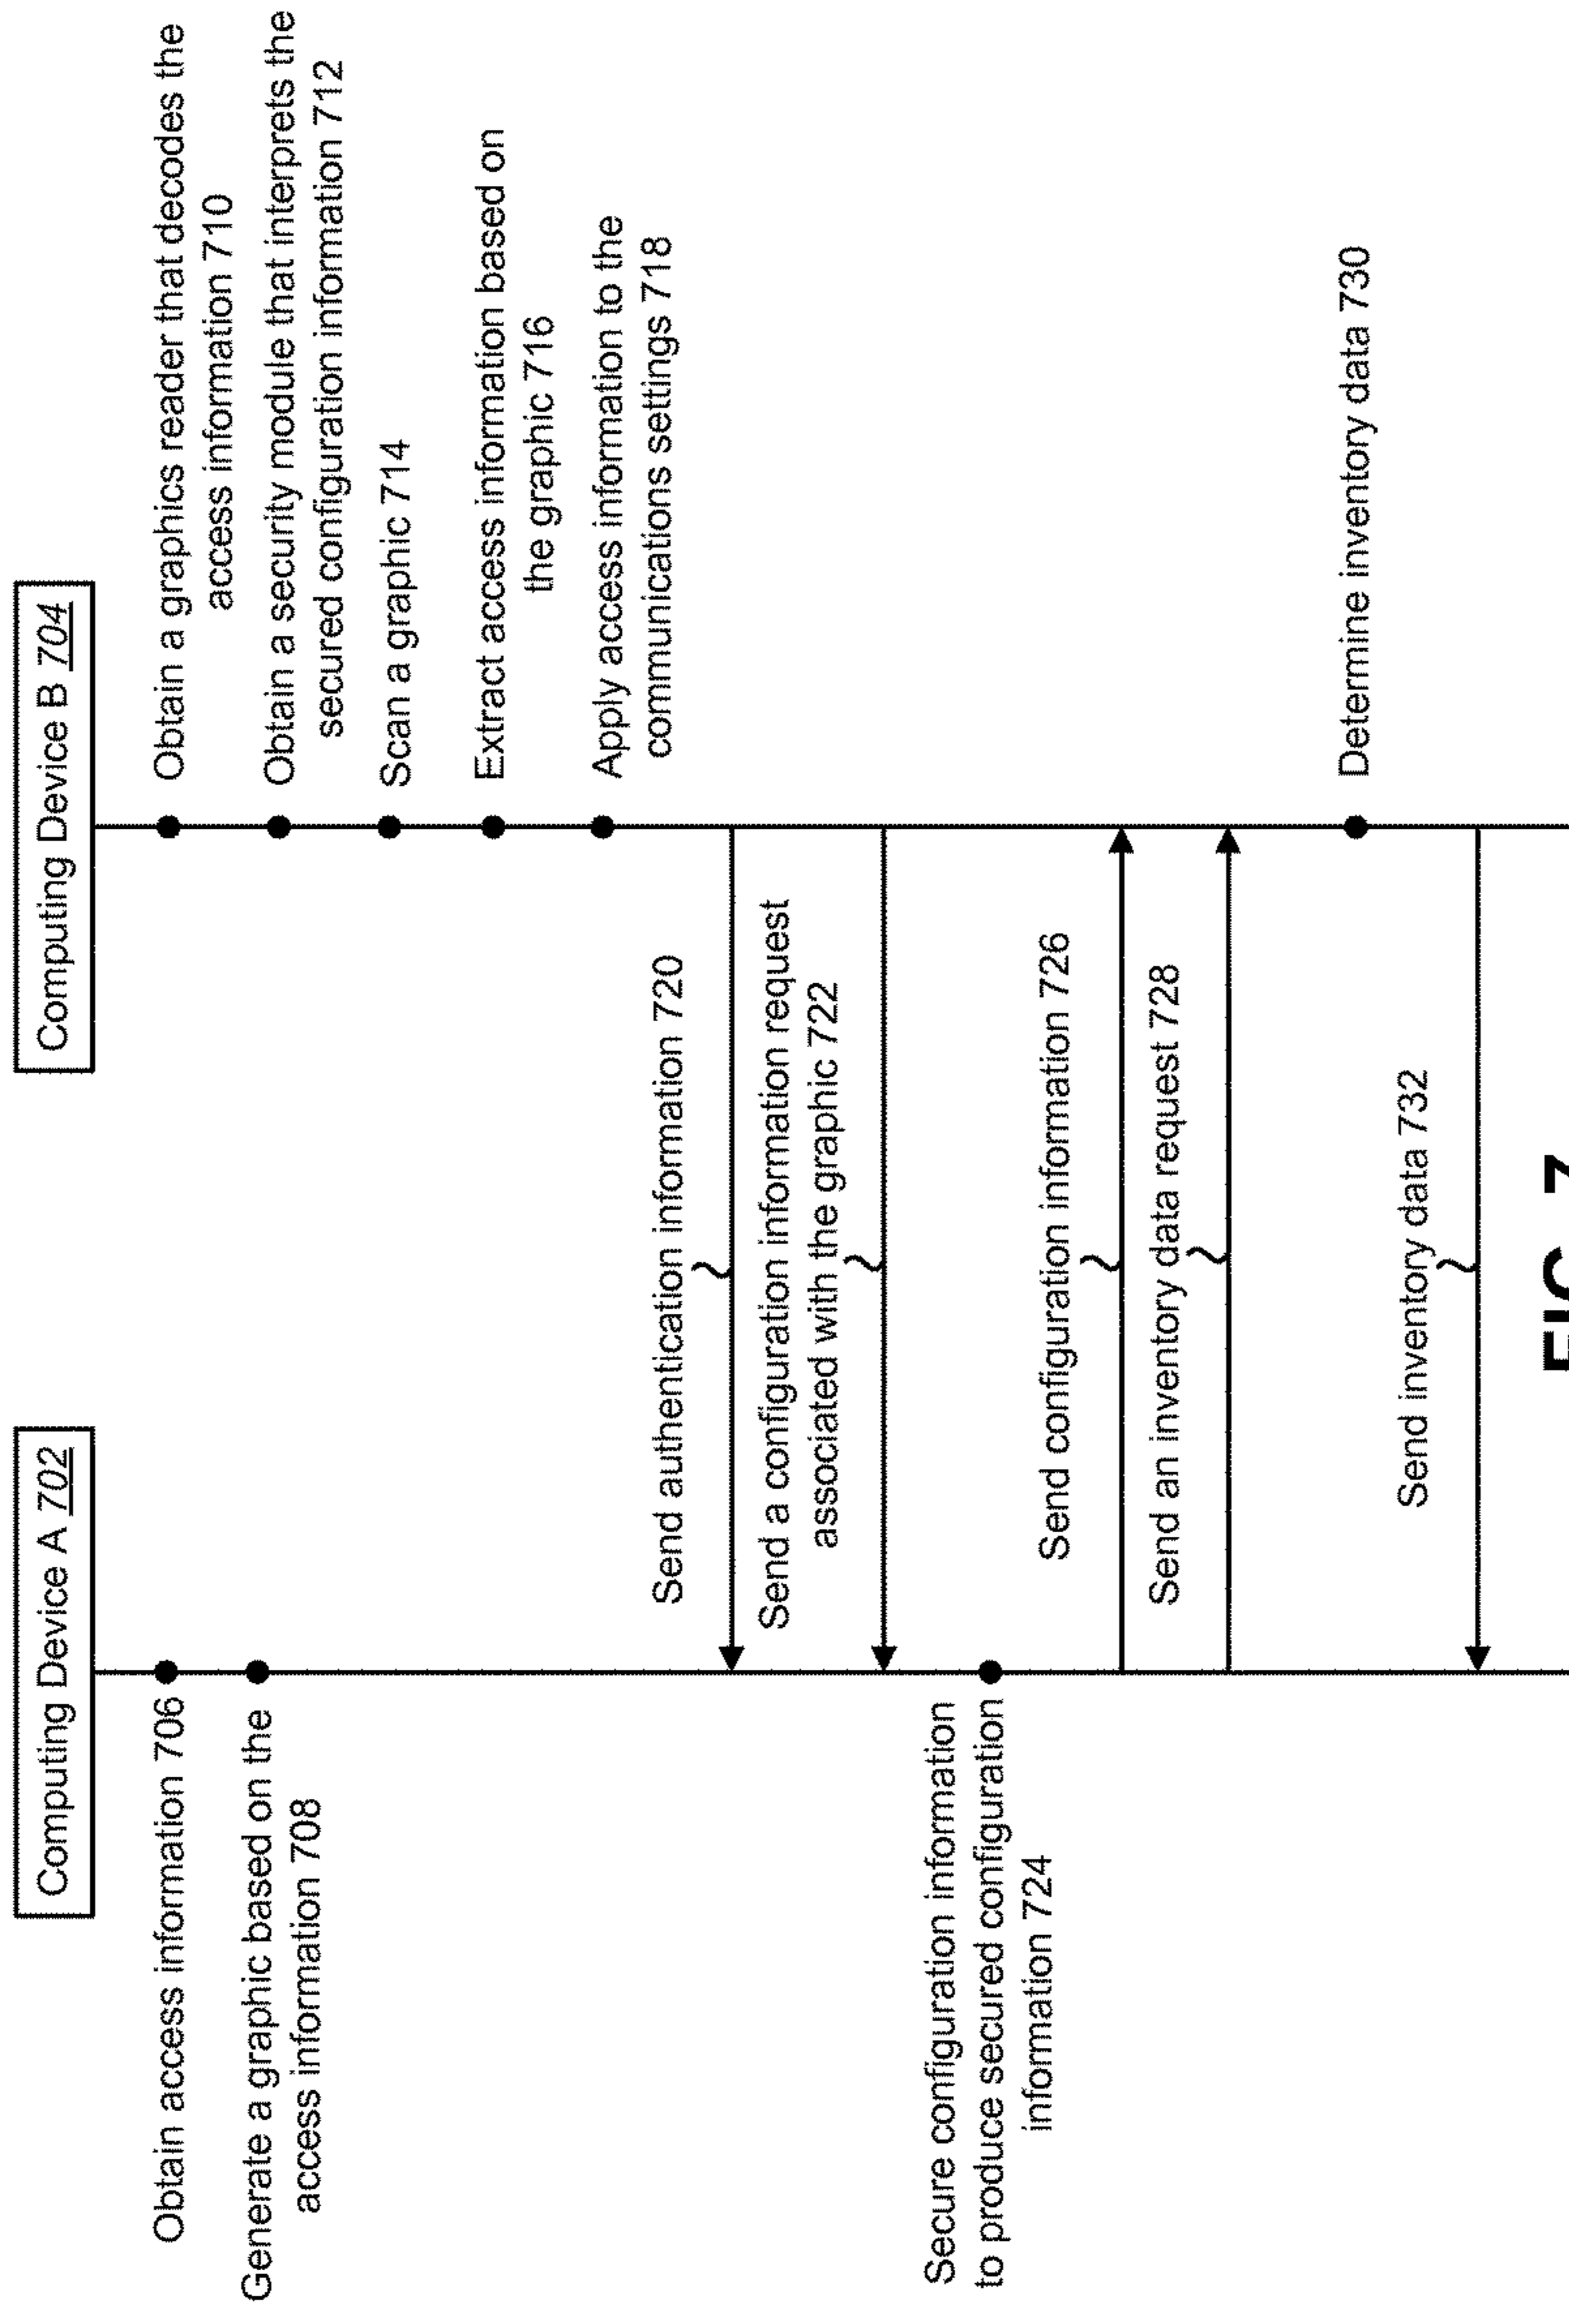 Computing Device A 702
Computing Device B 704
Obtain access information 706
Generate a graphic based on the
access information 708
Obtain a graphics reader that decodes the
access information 710
Obtain a security module that interprets the
secured configuration information 712
Scan a graphic 714
Extract access information based on
the graphic 716
Apply access information to the
communications settings 718
Send authentication information 720
Send a configuration information request
associated with the graphic 722
Secure configuration information
to produce secured configuration
information 724
Send configuration information 726
Send an inventory data request 728
Determine inventory data 730
Send inventory data 732
FIG. 7